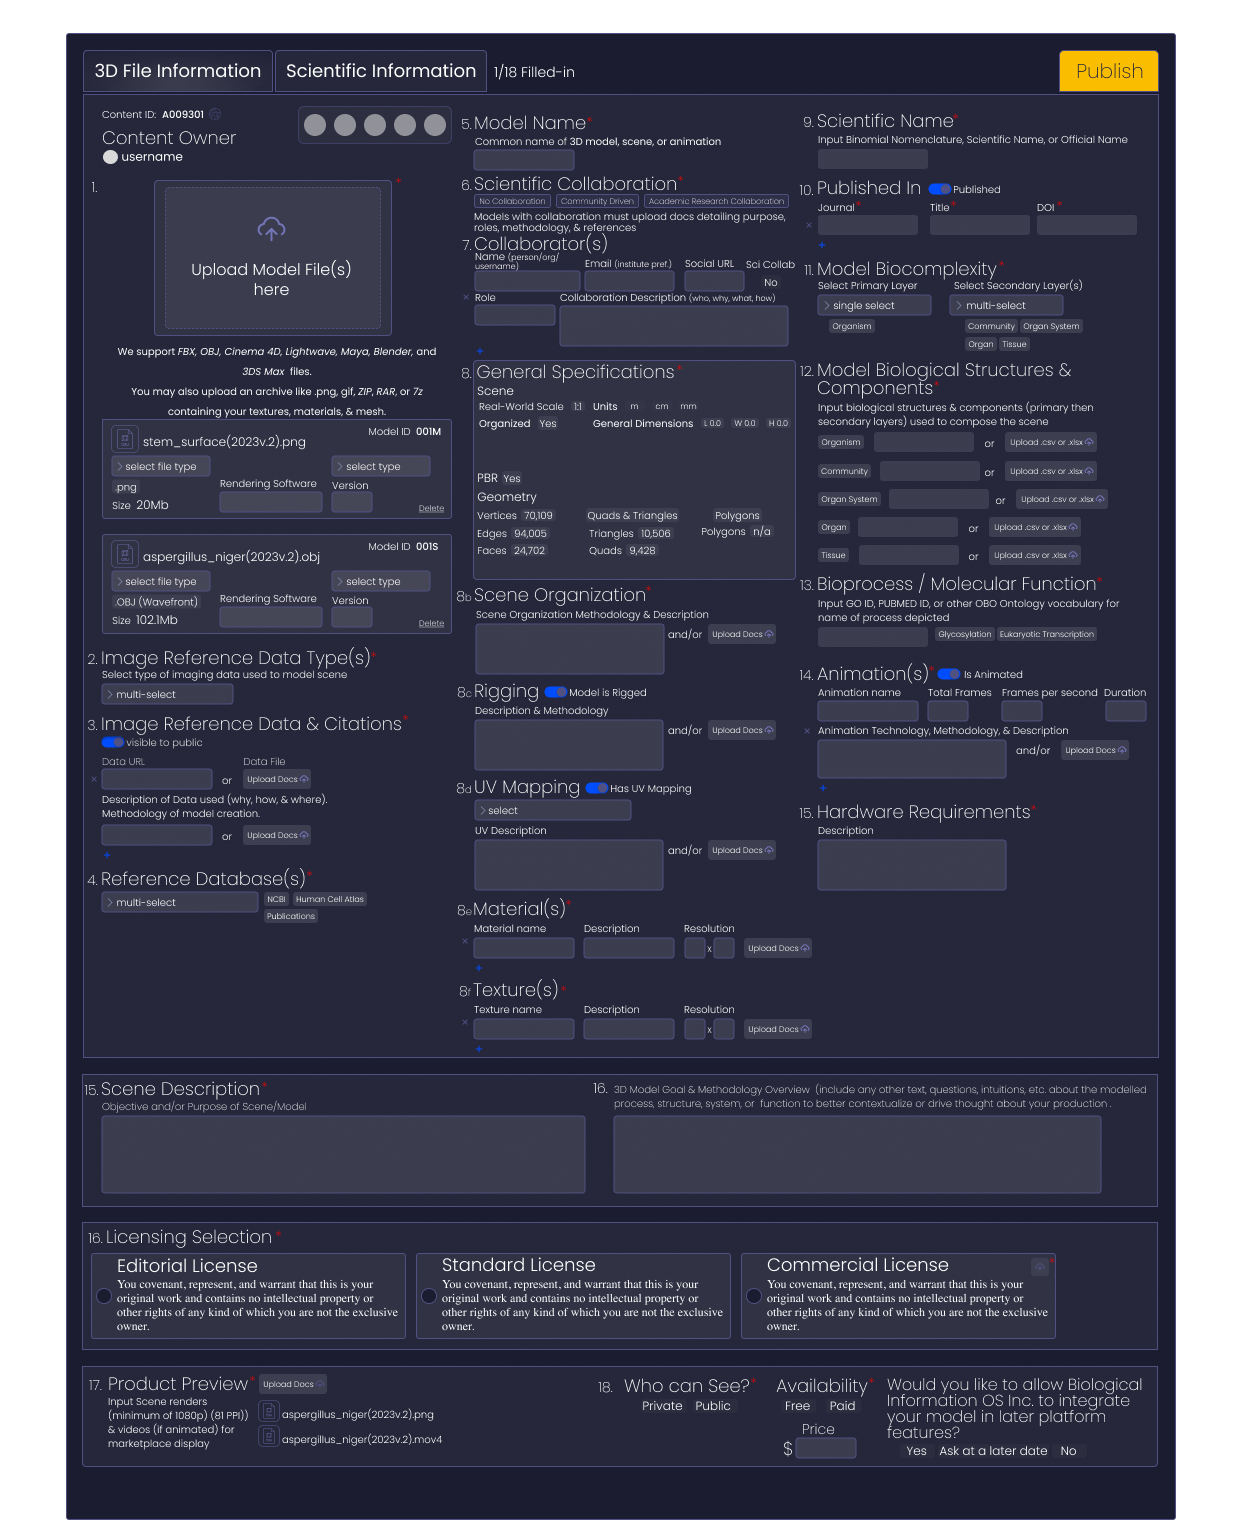 3D File Information
Scientific Information
1/18 Filled-in
Publish
Content ID: A009301
Content Owner
username
1.
*
Upload Model File(s)
here
We support FBX, OBJ, Cinema 4D, Lightwave, Maya, Blender, and
3DS Max files.
You may also upload an archive like .png, gif, ZIP, RAR, or 7z
containing your textures, materials, & mesh.
Model ID 001M
stem_surface(2023v.2).png
select file type
select type
.png
Rendering Software
Version
Size 20Mb
Delete
Model ID 001S
aspergillus_niger(2023v.2).obj
select file type
select type
.OBJ (Wavefront)
Rendering Software
Version
Size 102.1Mb
Delete
2. Image Reference Data Type(s)*
Select type of imaging data used to model scene
multi-select
3. Image Reference Data & Citations*
visible to public
Data URL
Data File
×
or
Upload Docs
Description of Data used (why, how, & where).
Methodology of model creation.
or
Upload Docs
+
4. Reference Database(s)*
multi-select
NCBI
Human Cell Atlas
Publications
5. Model Name*
Common name of 3D model, scene, or animation
6. Scientific Collaboration*
No Collaboration
Community Driven
Academic Research Collaboration
Models with collaboration must upload docs detailing purpose,
roles, methodology, & references
7. Collaborator(s)
Name (person/org/
username)
Email (institute pref.)
Social URL
Sci Collab
No
× Role
Collaboration Description (who, why, what, how)
+
8. General Specifications*
Scene
Real-World Scale 1:1
Units m cm mm
Organized Yes
General Dimensions L 0.0 W 0.0 H 0.0
PBR Yes
Geometry
Vertices 70,109
Quads & Triangles
Polygons
Edges 94,005
Triangles 10,506
Polygons n/a
Faces 24,702
Quads 9,428
8b Scene Organization*
Scene Organization Methodology & Description
and/or
Upload Docs
8c Rigging
Model is Rigged
Description & Methodology
and/or
Upload Docs
8d UV Mapping
Has UV Mapping
select
UV Description
and/or
Upload Docs
8e Material(s)*
Material name
Description
Resolution
×
x
Upload Docs
+
8f Texture(s)*
Texture name
Description
Resolution
×
x
Upload Docs
+
9. Scientific Name*
Input Binomial Nomenclature, Scientific Name, or Official Name
10. Published In
Published
Journal*
Title*
DOI*
×
+
11. Model Biocomplexity*
Select Primary Layer
Select Secondary Layer(s)
single select
multi-select
Organism
Community
Organ System
Organ
Tissue
12. Model Biological Structures &
Components*
Input biological structures & components (primary then
secondary layers) used to compose the scene
Organism
or
Upload .csv or .xlsx
Community
or
Upload .csv or .xlsx
Organ System
or
Upload .csv or .xlsx
Organ
or
Upload .csv or .xlsx
Tissue
or
Upload .csv or .xlsx
13. Bioprocess / Molecular Function*
Input GO ID, PUBMED ID, or other OBO Ontology vocabulary for
name of process depicted
Glycosylation
Eukaryotic Transcription
14. Animation(s)*
Is Animated
Animation name
Total Frames
Frames per second
Duration
× Animation Technology, Methodology, & Description
and/or
Upload Docs
+
15. Hardware Requirements*
Description
15. Scene Description*
Objective and/or Purpose of Scene/Model
16. 3D Model Goal & Methodology Overview (include any other text, questions, intuitions, etc. about the modelled
process, structure, system, or function to better contextualize or drive thought about your production .
16. Licensing Selection*
Editorial License
You covenant, represent, and warrant that this is your
original work and contains no intellectual property or
other rights of any kind of which you are not the exclusive
owner.
Standard License
You covenant, represent, and warrant that this is your
original work and contains no intellectual property or
other rights of any kind of which you are not the exclusive
owner.
Commercial License
*
You covenant, represent, and warrant that this is your
original work and contains no intellectual property or
other rights of any kind of which you are not the exclusive
owner.
17. Product Preview*
Upload Docs
Input Scene renders
(minimum of 1080p) (81 PPI))
& videos (if animated) for
marketplace display
aspergillus_niger(2023v.2).png
aspergillus_niger(2023v.2).mov4
18. Who can See?*
Private Public
Availability*
Free Paid
Price
$
Would you like to allow Biological
Information OS Inc. to integrate
your model in later platform
features?
Yes Ask at a later date No